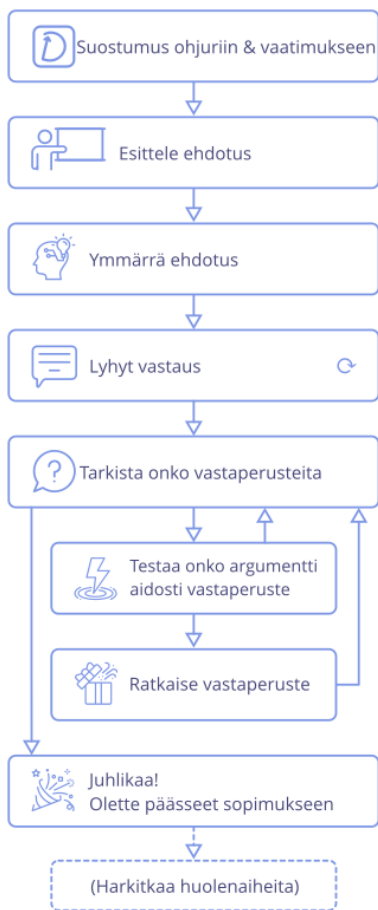 Suostumus ohjuriin & vaatimukseen
Esittele ehdotus
Ymmärrä ehdotus
Lyhyt vastaus
Tarkista onko vastaperusteita
Testaa onko argumentti
aidosti vastaperuste
Ratkaise vastaperuste
Juhlikaa!
Olette päässeet sopimukseen
(Harkitkaa huolenaiheita)